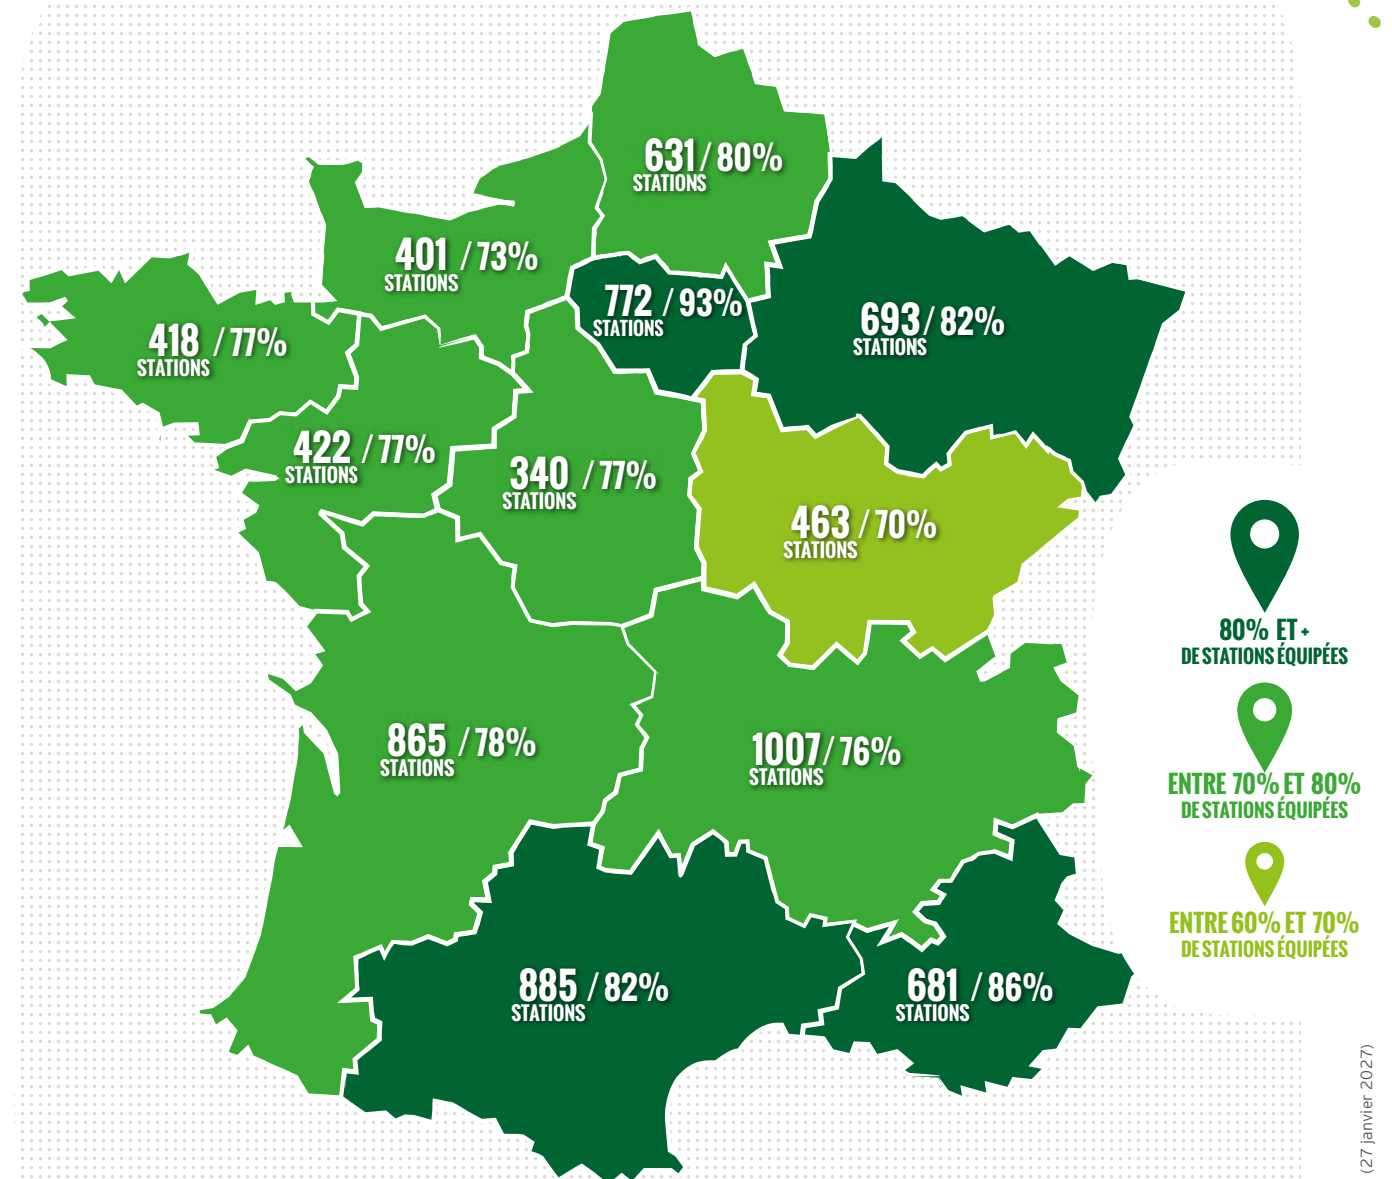 631 / 80%
STATIONS
401 / 73%
STATIONS
772 / 93%
STATIONS
693 / 82%
STATIONS
418 / 77%
STATIONS
422 / 77%
STATIONS
340 / 77%
STATIONS
463 / 70%
STATIONS
865 / 78%
STATIONS
1007 / 76%
STATIONS
885 / 82%
STATIONS
681 / 86%
STATIONS
80% ET +
DE STATIONS ÉQUIPÉES
ENTRE 70% ET 80%
DE STATIONS ÉQUIPÉES
ENTRE 60% ET 70%
DE STATIONS ÉQUIPÉES
(27 janvier 2027)